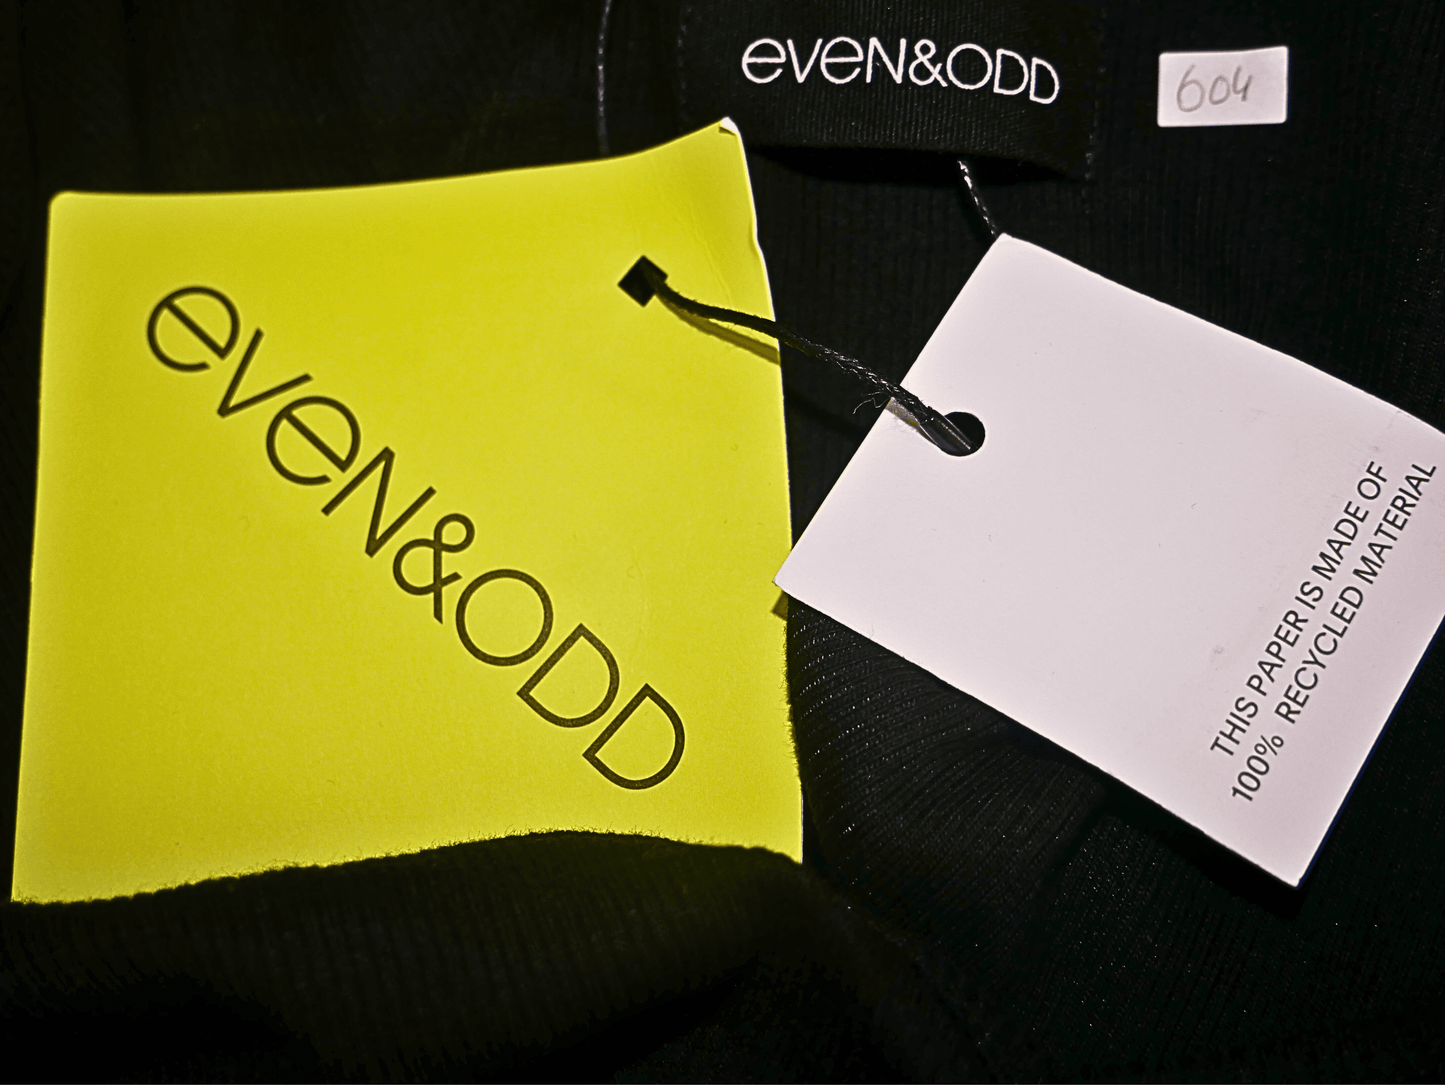 eveN&ODD
604
eveN&ODD
THIS PAPER IS MADE OF
100% RECYCLED MATERIAL